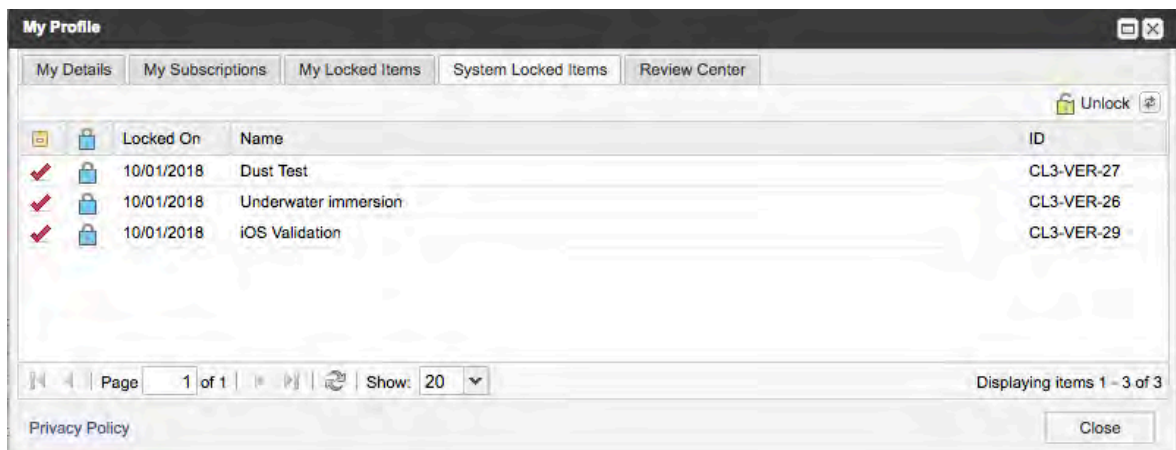 My Profile
My Details My Subscriptions My Locked Items System Locked Items Review Center
Unlock
Locked On Name ID
10/01/2018 Dust Test CL3-VER-27
10/01/2018 Underwater immersion CL3-VER-26
10/01/2018 iOS Validation CL3-VER-29
Page 1 of 1 Show: 20 Displaying items 1 - 3 of 3
Privacy Policy Close